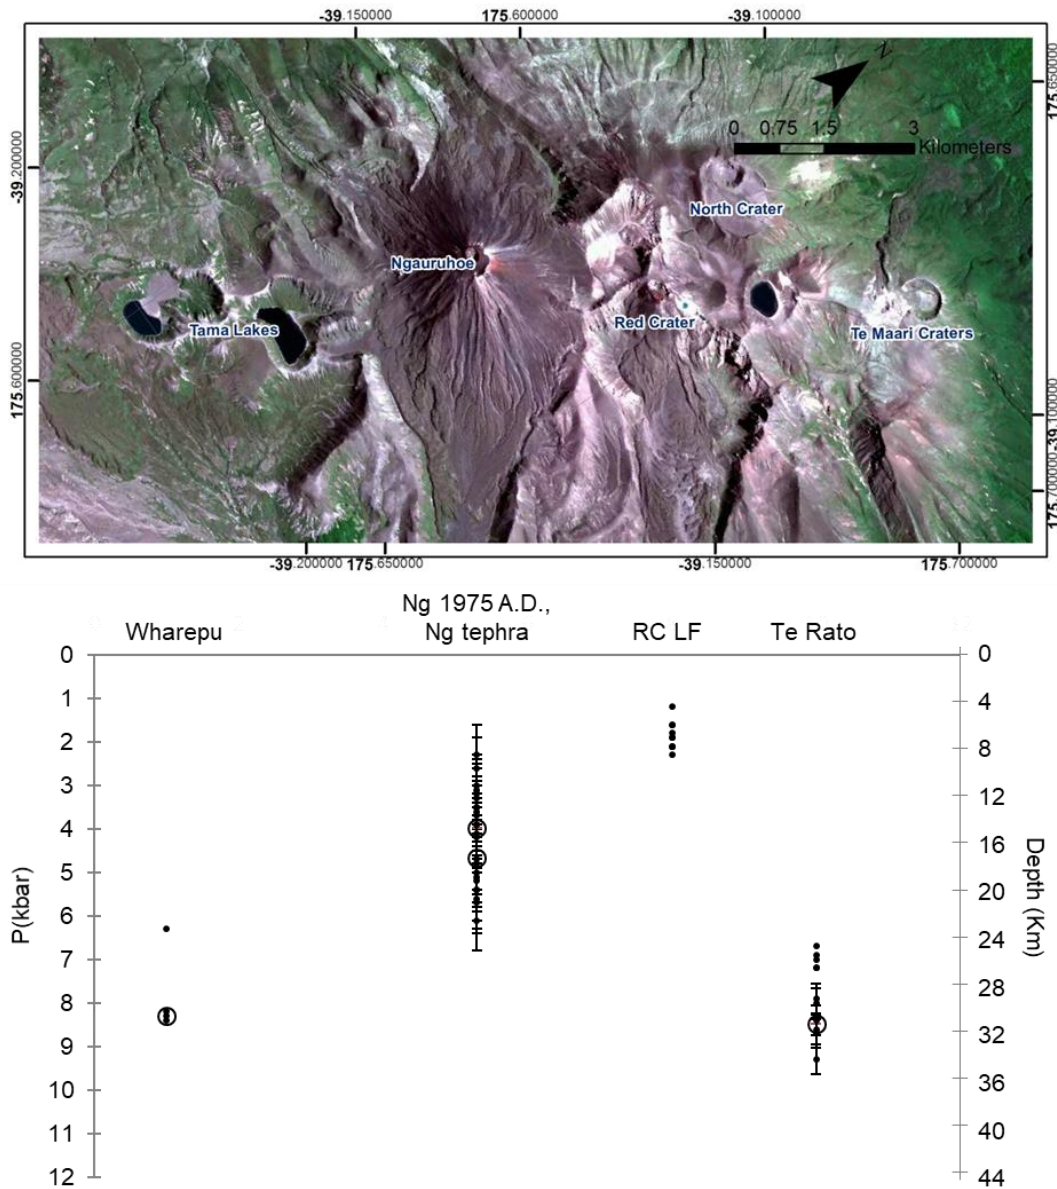 -39.150000 175.600000 -39.100000
175.650000
-39.200000
N
0 0.75 1.5 3
Kilometers
North Crater
Ngauruhoe
Tama Lakes
Red Crater
Te Maari Craters
175.600000
-39.100000
175.700000
-39.200000 175.650000 -39.150000 175.700000
Ng 1975 A.D.,
Wharepu Ng tephra RC LF Te Rato
0 0
1 4
2 8
3 12
4 16
5 20
6 24
7 28
8 32
9 36
10 40
11 44
12
P(kbar)
Depth (Km)